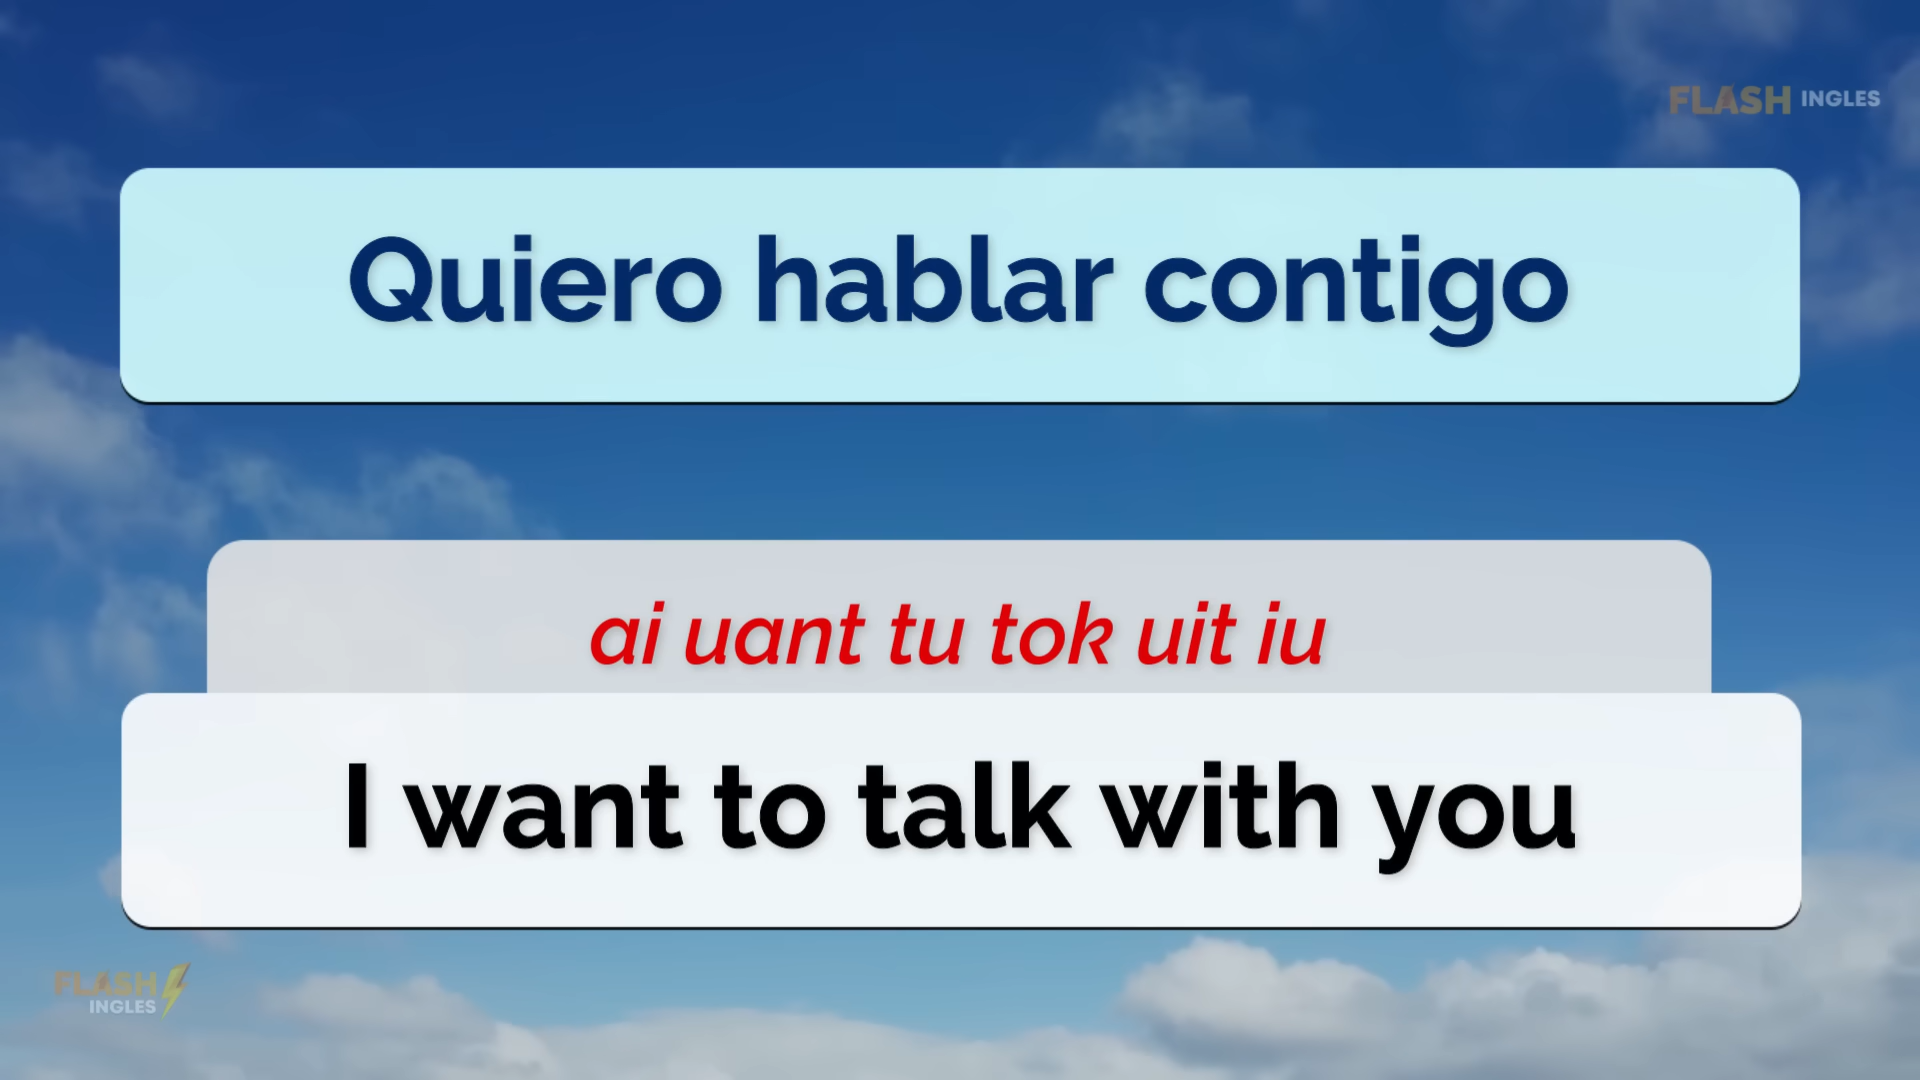 FLASH INGLES
Quiero hablar contigo
ai uant tu tok uit iu
I want to talk with you
FLASH
INGLES